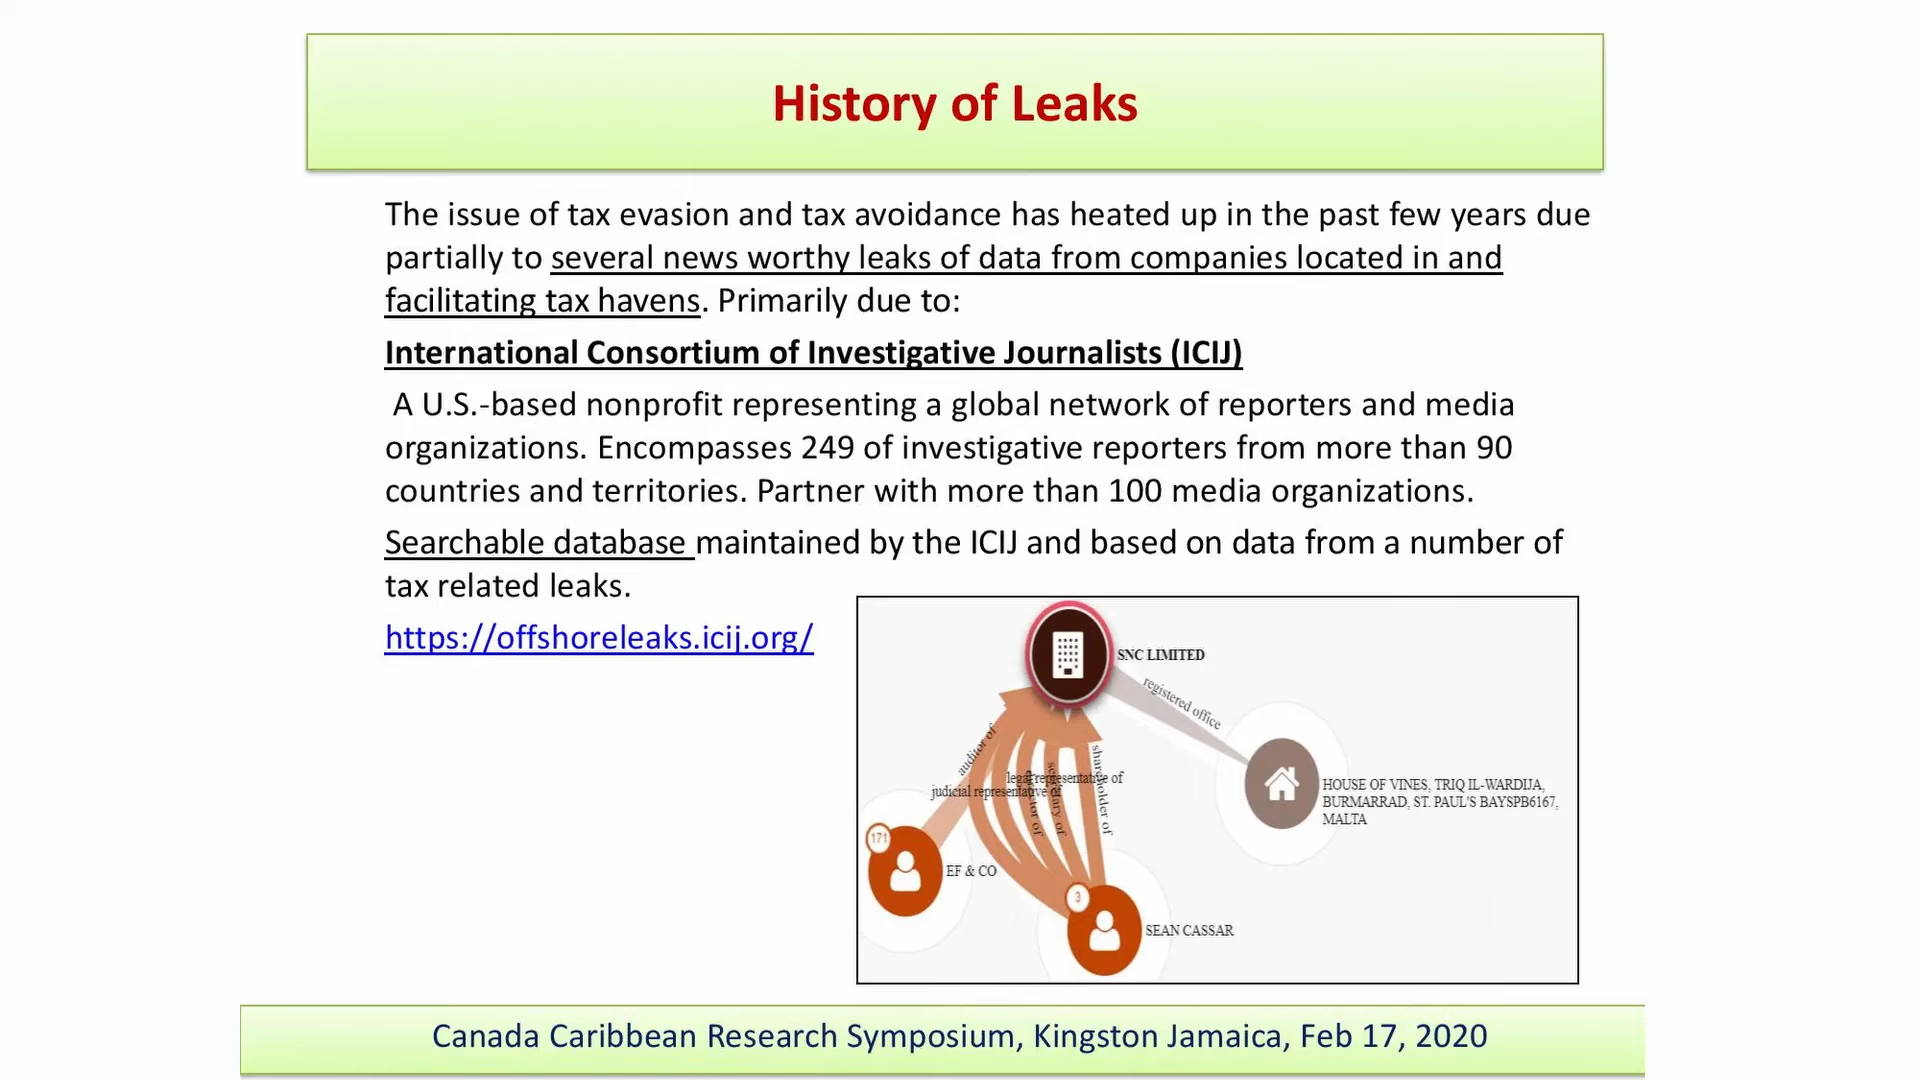 History of Leaks
The issue of tax evasion and tax avoidance has heated up in the past few years due
partially to several news worthy leaks of data from companies located in and
facilitating tax havens. Primarily due to:
International Consortium of Investigative Journalists (ICIJ)
A U.S.-based nonprofit representing a global network of reporters and media
organizations. Encompasses 249 of investigative reporters from more than 90
countries and territories. Partner with more than 100 media organizations.
Searchable database maintained by the ICIJ and based on data from a number of
tax related leaks.
https://offshoreleaks.icij.org/
SNC LIMITED
registered office
auditor of
legal representative of
judicial representative of
secretary of
shareholder of
HOUSE OF VINES, TRIQ IL-WARDIJA,
BURMARRAD, ST. PAUL'S BAYSPB6167,
MALTA
171
EF & CO
3
SEAN CASSAR
Canada Caribbean Research Symposium, Kingston Jamaica, Feb 17, 2020